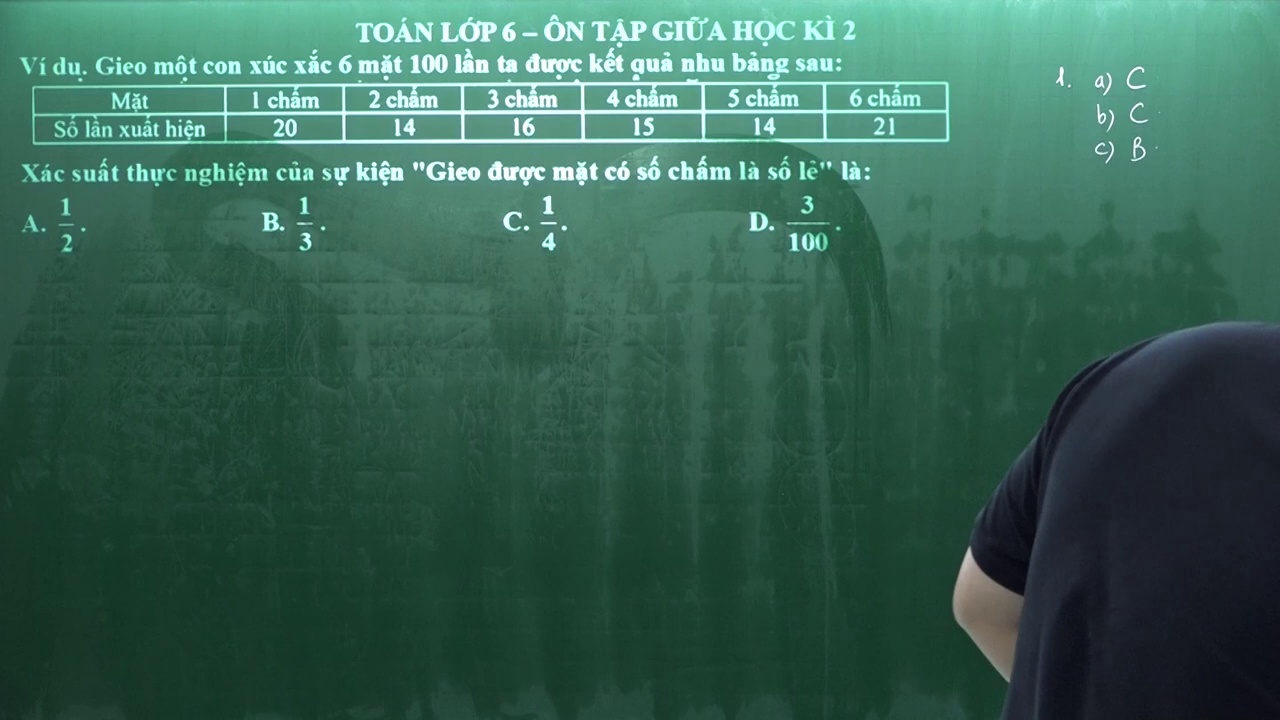 TOÁN LỚP 6 – ÔN TẬP GIỮA HỌC KÌ 2
Ví dụ. Gieo một con xúc xắc 6 mặt 100 lần ta được kết quả như bảng sau:
Mặt 1 chấm 2 chấm 3 chấm 4 chấm 5 chấm 6 chấm
Số lần xuất hiện 20 14 16 15 14 21
Xác suất thực nghiệm của sự kiện "Gieo được mặt có số chấm là số lẻ" là:
A. 1/2. B. 1/3. C. 1/4. D. 3/100.
1. a) C
b) C
c) B